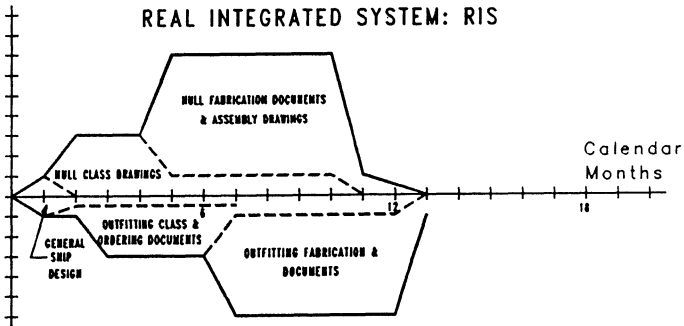 REAL INTEGRATED SYSTEM: RIS
HULL FABRICATION DOCUMENTS
& ASSEMBLY DRAWINGS
Calendar
Months
HULL CLASS DRAWINGS
6
12
18
OUTFITTING CLASS &
ORDERING DOCUMENTS
GENERAL
SHIP
DESIGN
OUTFITTING FABRICATION &
DOCUMENTS